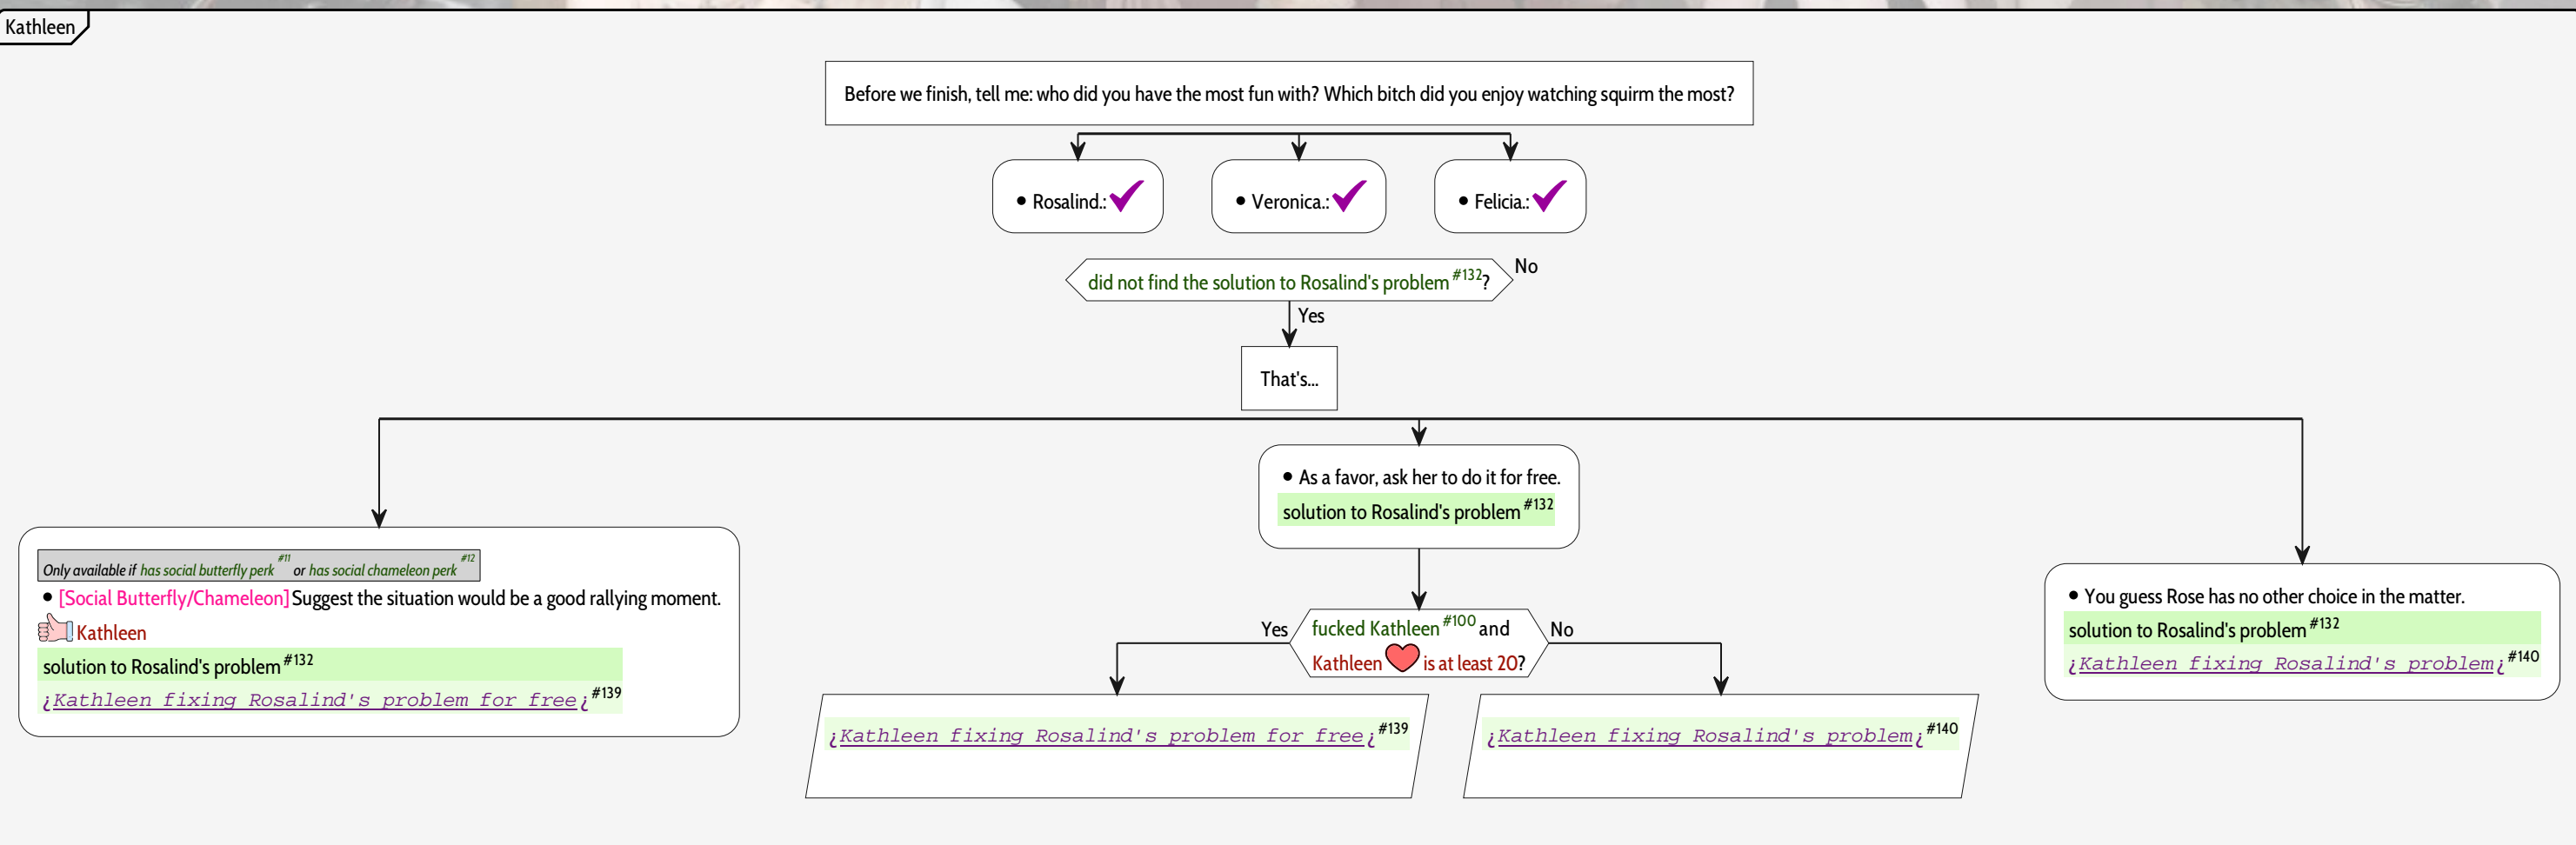 Kathleen
Before we finish, tell me: who did you have the most fun with? Which bitch did you enjoy watching squirm the most?
• Rosalind.:
• Veronica.:
• Felicia.:
did not find the solution to Rosalind's problem #132?
No
Yes
That's...
Only available if has social butterfly perk #11 or has social chameleon perk #12
• [Social Butterfly/Chameleon] Suggest the situation would be a good rallying moment.
Kathleen
solution to Rosalind's problem #132
¿Kathleen fixing Rosalind's problem for free¿ #139
• As a favor, ask her to do it for free.
solution to Rosalind's problem #132
Yes
fucked Kathleen #100 and
Kathleen is at least 20?
No
¿Kathleen fixing Rosalind's problem for free¿ #139
¿Kathleen fixing Rosalind's problem¿ #140
• You guess Rose has no other choice in the matter.
solution to Rosalind's problem #132
¿Kathleen fixing Rosalind's problem¿ #140